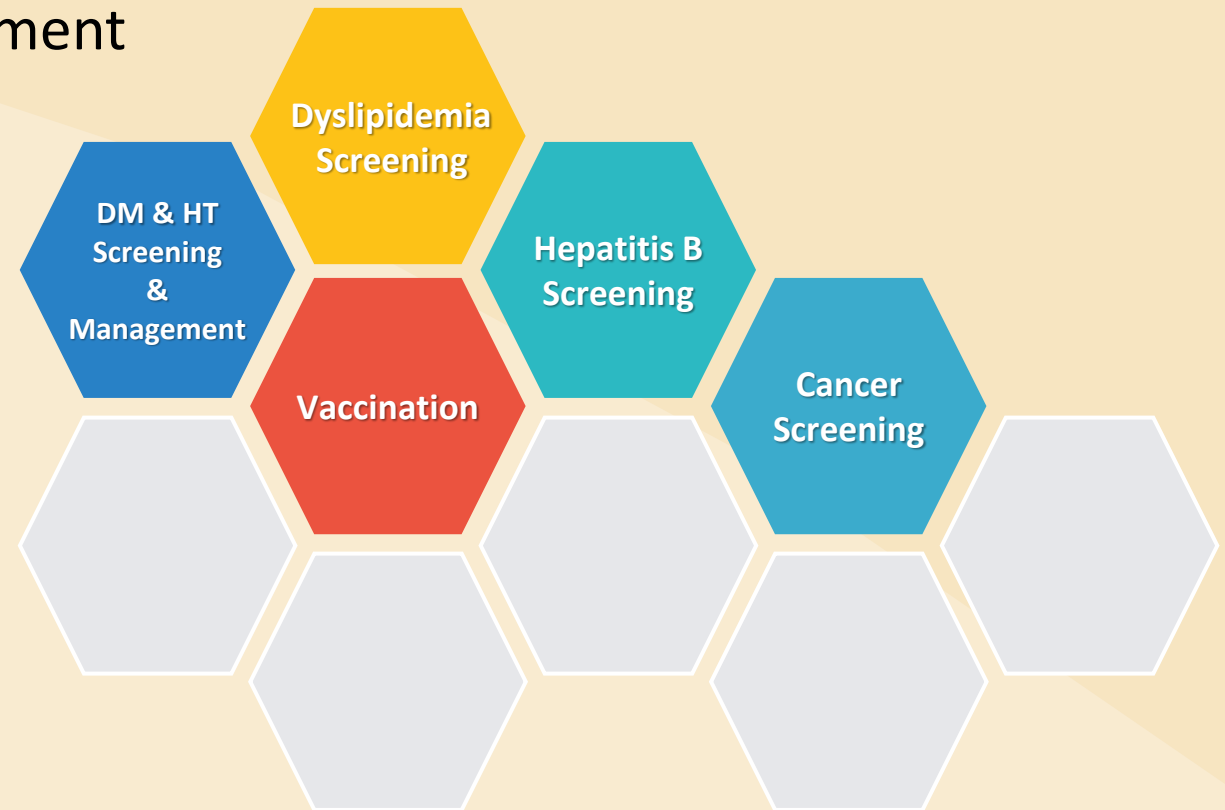 ment
Dyslipidemia
Screening
DM & HT
Screening
&
Management
Hepatitis B
Screening
Vaccination
Cancer
Screening